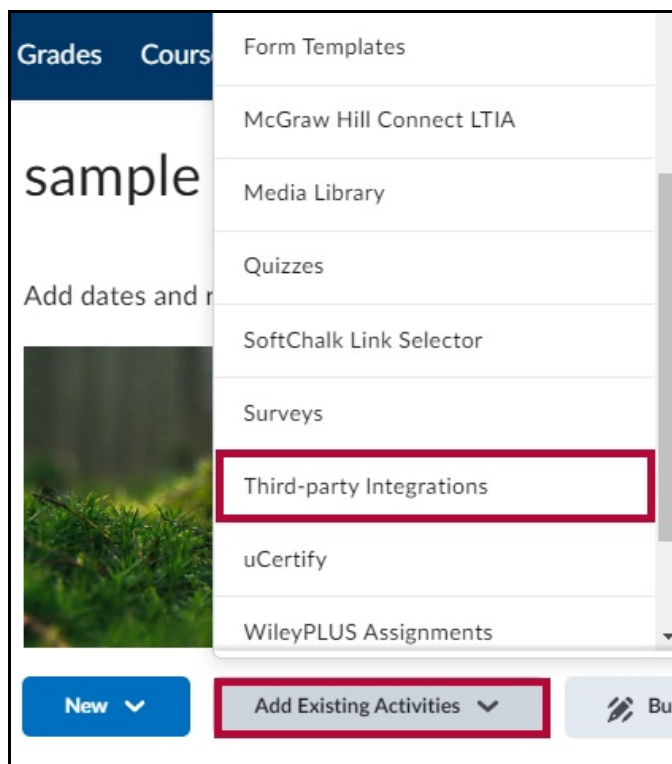 Grades Cours
Form Templates
McGraw Hill Connect LTIA
sample
Media Library
Quizzes
Add dates and r
SoftChalk Link Selector
Surveys
Third-party Integrations
uCertify
WileyPLUS Assignments
New Add Existing Activities Bu